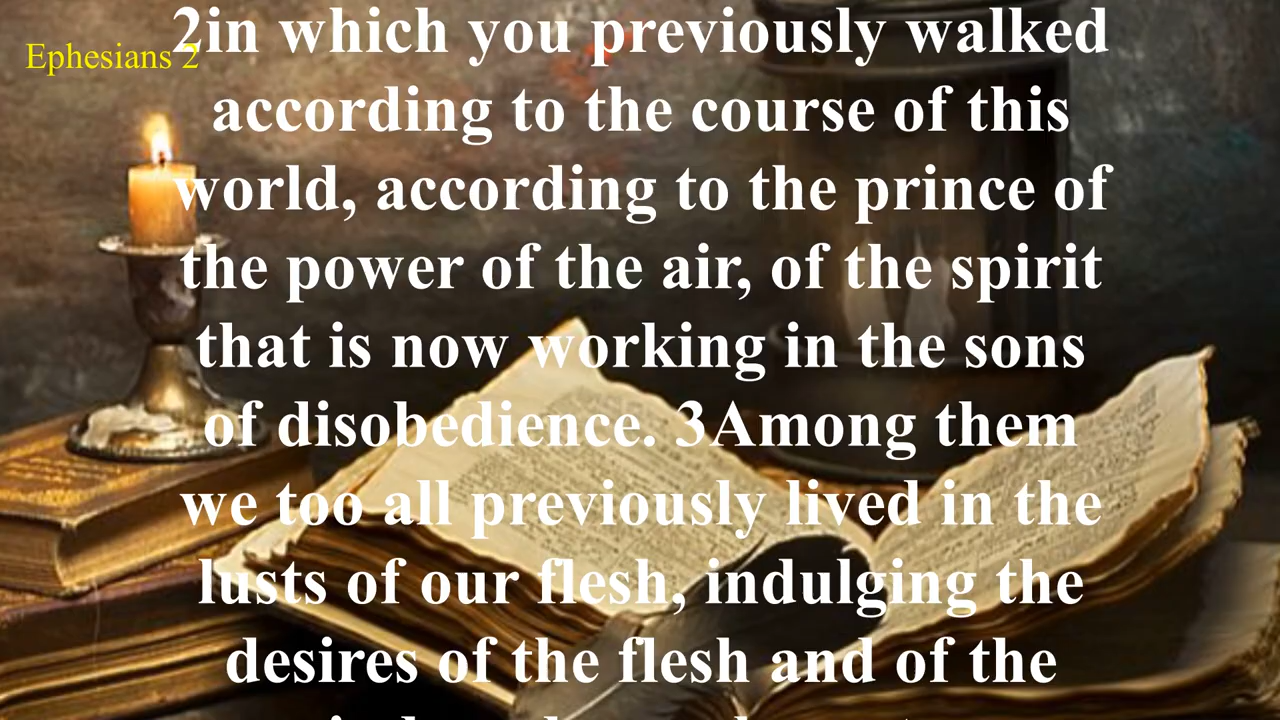 Ephesians 2
2in which you previously walked
according to the course of this
world, according to the prince of
the power of the air, of the spirit
that is now working in the sons
of disobedience. 3Among them
we too all previously lived in the
lusts of our flesh, indulging the
desires of the flesh and of the